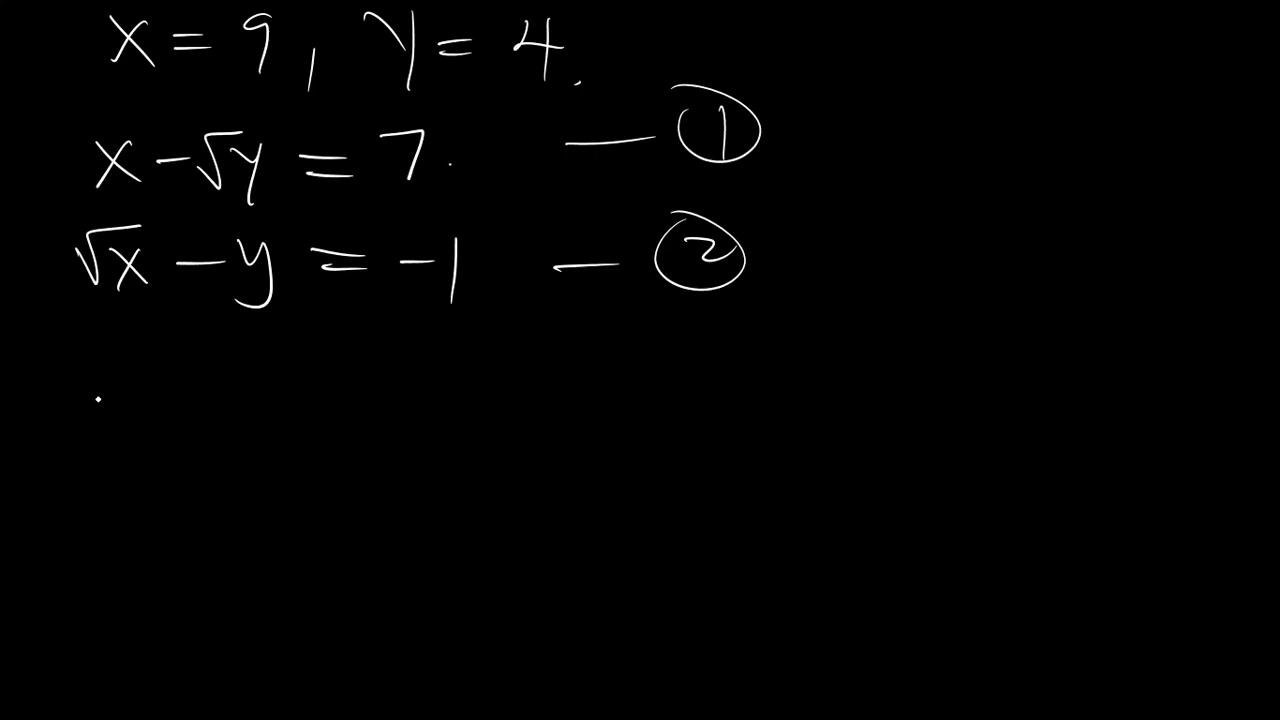 x = 9, y = 4.
x - √y = 7. — ①
√x - y = -1 — ②